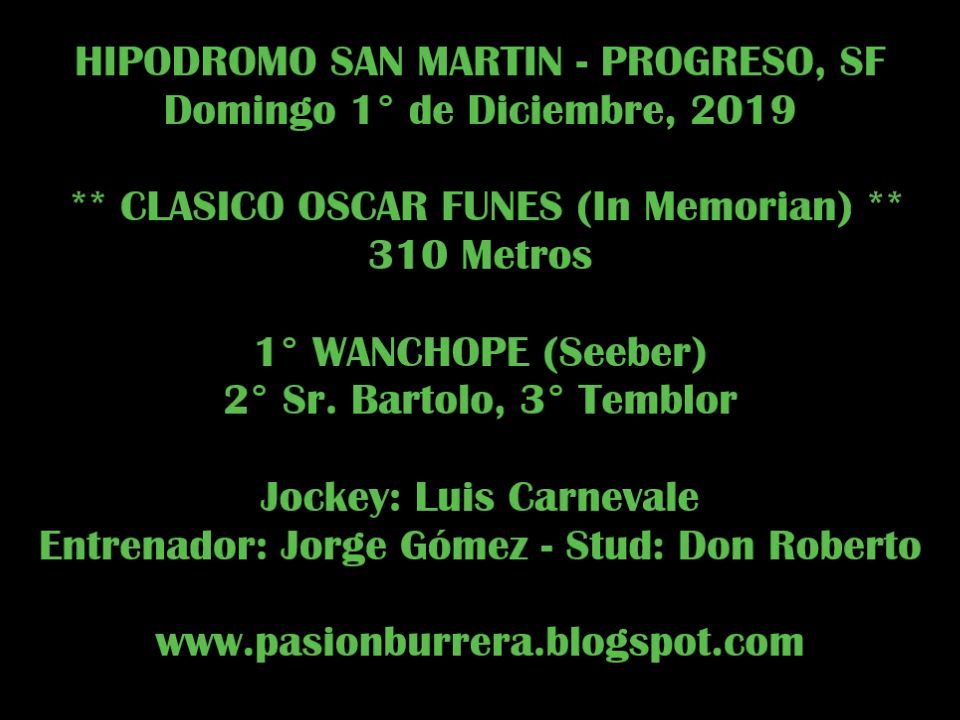 HIPODROMO SAN MARTIN - PROGRESO, SF
Domingo 1° de Diciembre, 2019
** CLASICO OSCAR FUNES (In Memorian) **
310 Metros
1° WANCHOPE (Seeber)
2° Sr. Bartolo, 3° Temblor
Jockey: Luis Carnevale
Entrenador: Jorge Gómez - Stud: Don Roberto
www.pasionburrera.blogspot.com